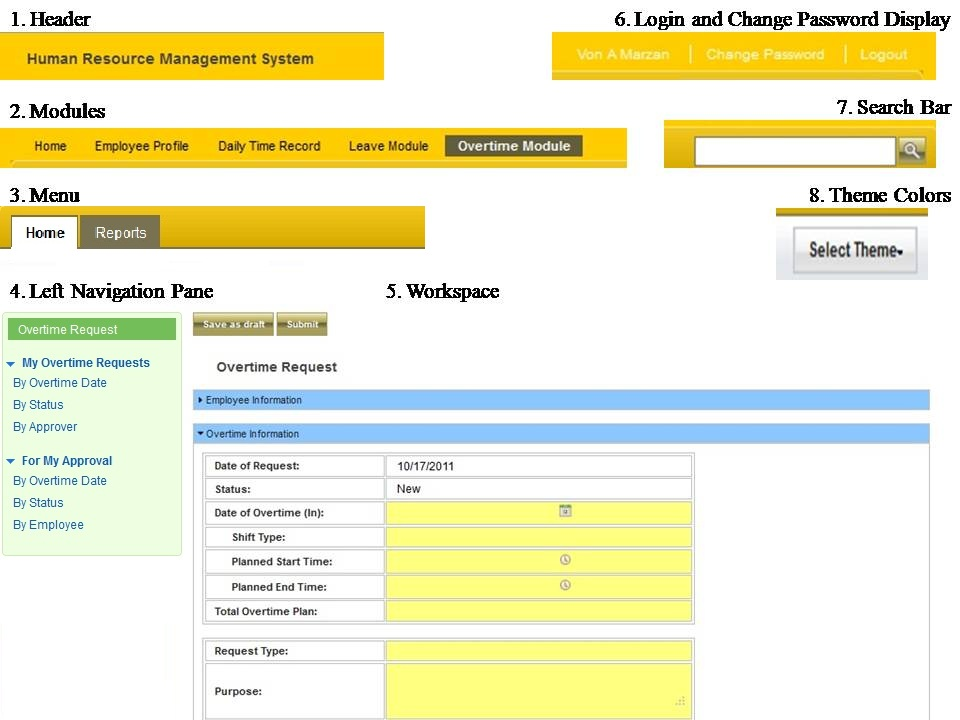 1. Header
6. Login and Change Password Display
Human Resource Management System
Von A Marzan | Change Password | Logout
2. Modules
7. Search Bar
Home Employee Profile Daily Time Record Leave Module Overtime Module
3. Menu
8. Theme Colors
Home Reports
Select Theme
4. Left Navigation Pane
5. Workspace
Overtime Request
My Overtime Requests
By Overtime Date
By Status
By Approver
For My Approval
By Overtime Date
By Status
By Employee
Save as draft Submit
Overtime Request
Employee Information
Overtime Information
Date of Request: 10/17/2011
Status: New
Date of Overtime (In):
Shift Type:
Planned Start Time:
Planned End Time:
Total Overtime Plan:
Request Type:
Purpose: